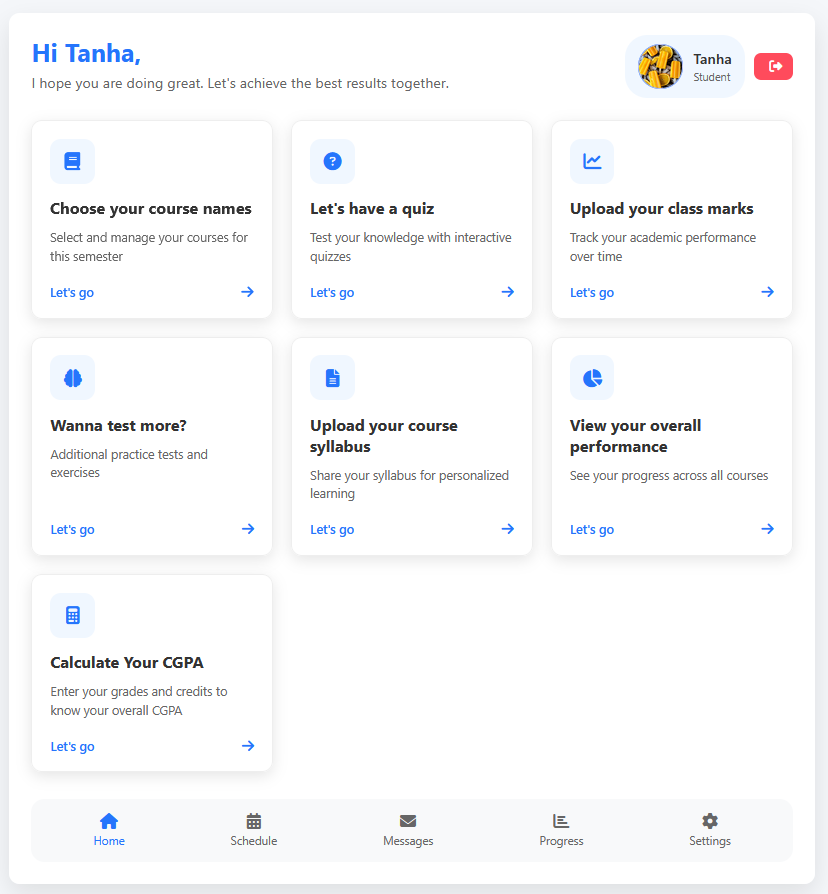 Hi Tanha,
I hope you are doing great. Let's achieve the best results together.
Tanha
Student
Choose your course names
Select and manage your courses for
this semester
Let's go
Let's have a quiz
Test your knowledge with interactive
quizzes
Let's go
Upload your class marks
Track your academic performance
over time
Let's go
Wanna test more?
Additional practice tests and
exercises
Let's go
Upload your course
syllabus
Share your syllabus for personalized
learning
Let's go
View your overall
performance
See your progress across all courses
Let's go
Calculate Your CGPA
Enter your grades and credits to
know your overall CGPA
Let's go
Home
Schedule
Messages
Progress
Settings